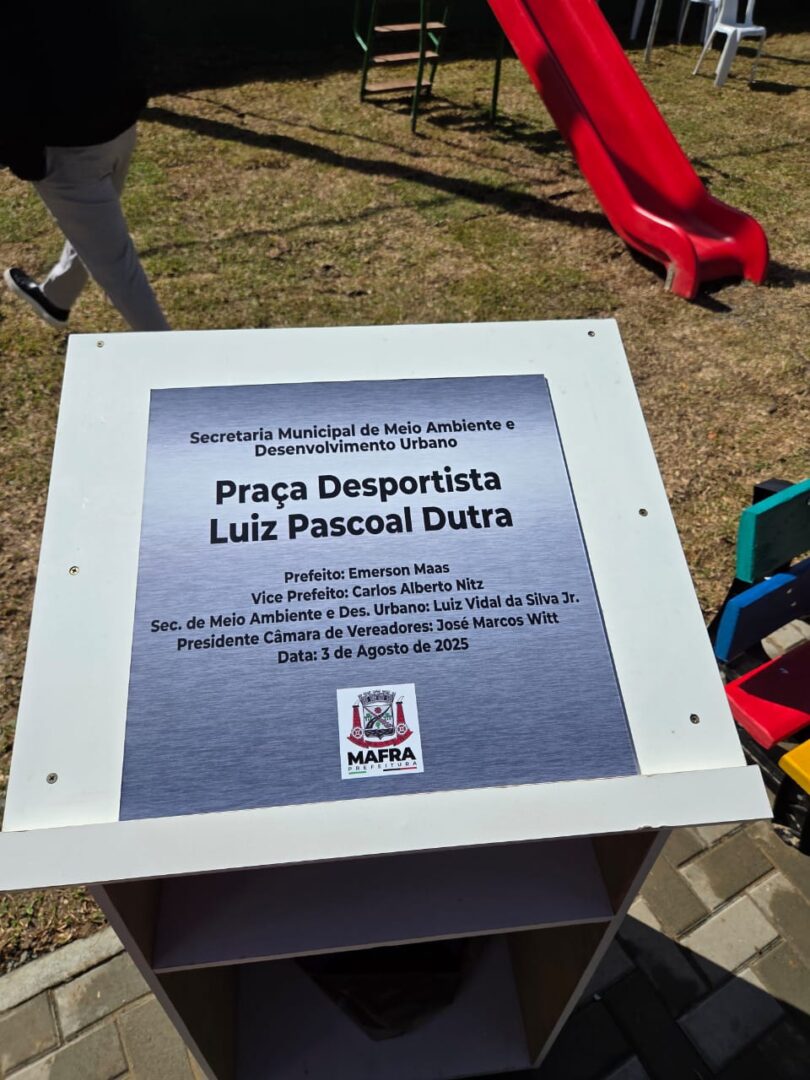 Secretaria Municipal de Meio Ambiente e
Desenvolvimento Urbano
Praça Desportista
Luiz Pascoal Dutra
Prefeito: Emerson Maas
Vice Prefeito: Carlos Alberto Nitz
Sec. de Meio Ambiente e Des. Urbano: Luiz Vidal da Silva Jr.
Presidente Câmara de Vereadores: José Marcos Witt
Data: 3 de Agosto de 2025
MAFRA
PREFEITURA